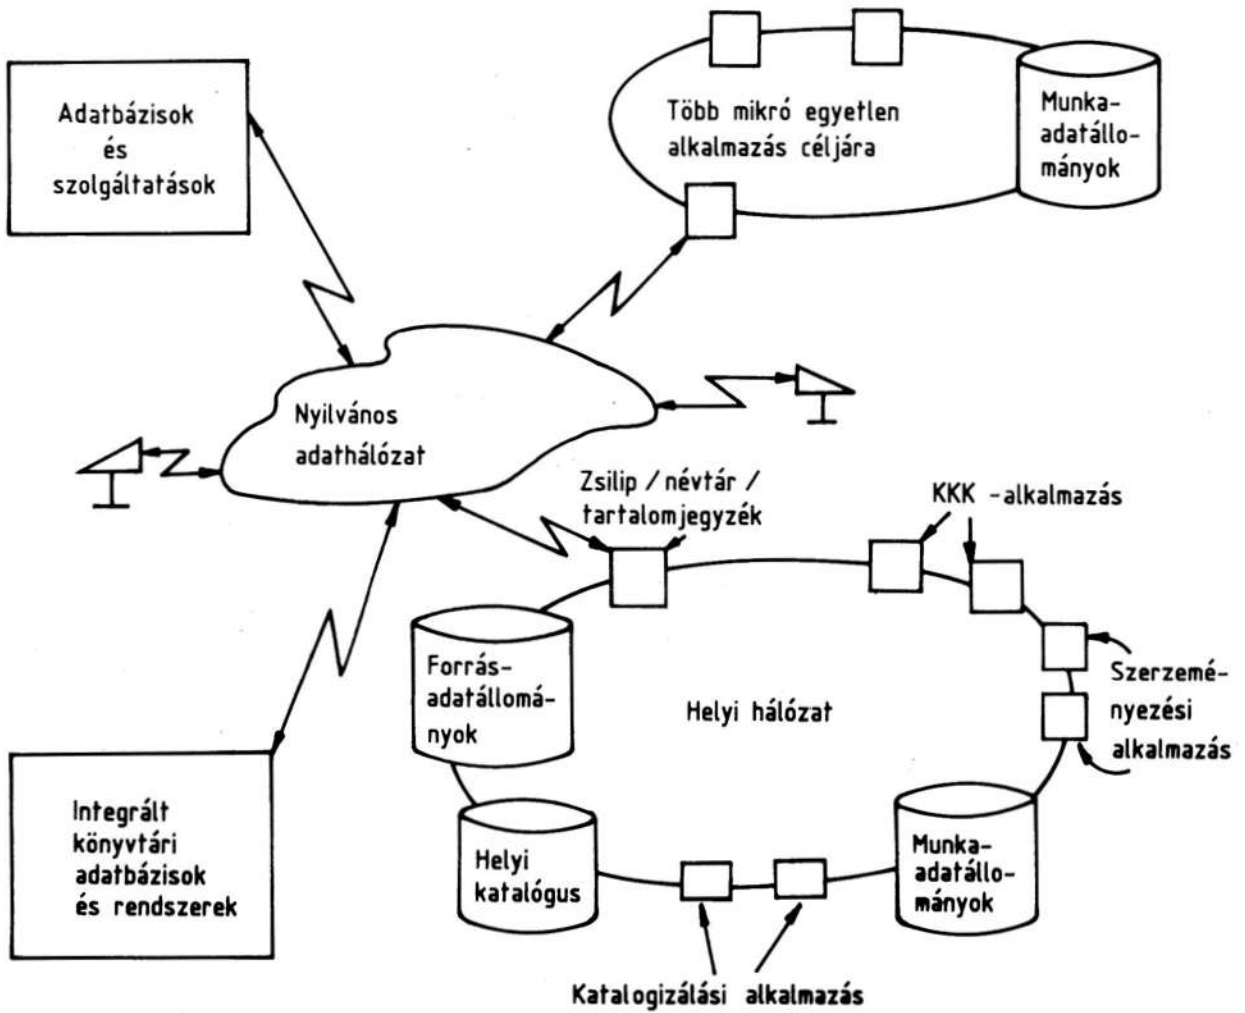 Adatbázisok
és
szolgáltatások
Több mikró egyetlen
alkalmazás céljára
Munka-
adatállo-
mányok
Nyilvános
adathálózat
Zsilip / névtár /
tartalomjegyzék
KKK -alkalmazás
Forrás-
adatállomá-
nyok
Helyi hálózat
Szerzemé-
nyezési
alkalmazás
Integrált
könyvtári
adatbázisok
és rendszerek
Helyi
katalógus
Munka-
adatállo-
mányok
Katalogizálási alkalmazás